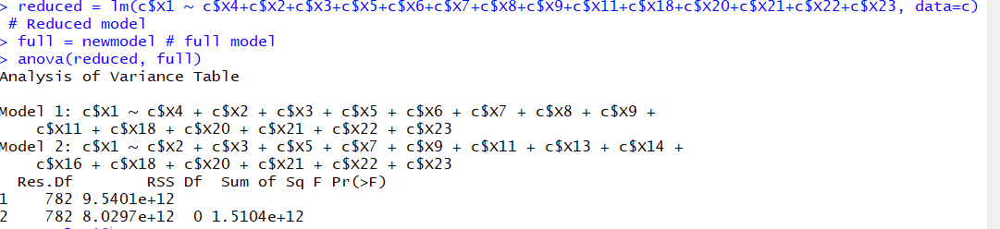 > reduced = lm(c$X1 ~ c$X4+c$X2+c$X3+c$X5+c$X6+c$X7+c$X8+c$X9+c$X11+c$X18+c$X20+c$X21+c$X22+c$X23, data=c)
# Reduced model
> full = newmodel # full model
> anova(reduced, full)
Analysis of Variance Table
Model 1: c$X1 ~ c$X4 + c$X2 + c$X3 + c$X5 + c$X6 + c$X7 + c$X8 + c$X9 +
c$X11 + c$X18 + c$X20 + c$X21 + c$X22 + c$X23
Model 2: c$X1 ~ c$X2 + c$X3 + c$X5 + c$X7 + c$X9 + c$X11 + c$X13 + c$X14 +
c$X16 + c$X18 + c$X20 + c$X21 + c$X22 + c$X23
Res.Df RSS Df Sum of Sq F Pr(>F)
1 782 9.5401e+12
2 782 8.0297e+12 0 1.5104e+12